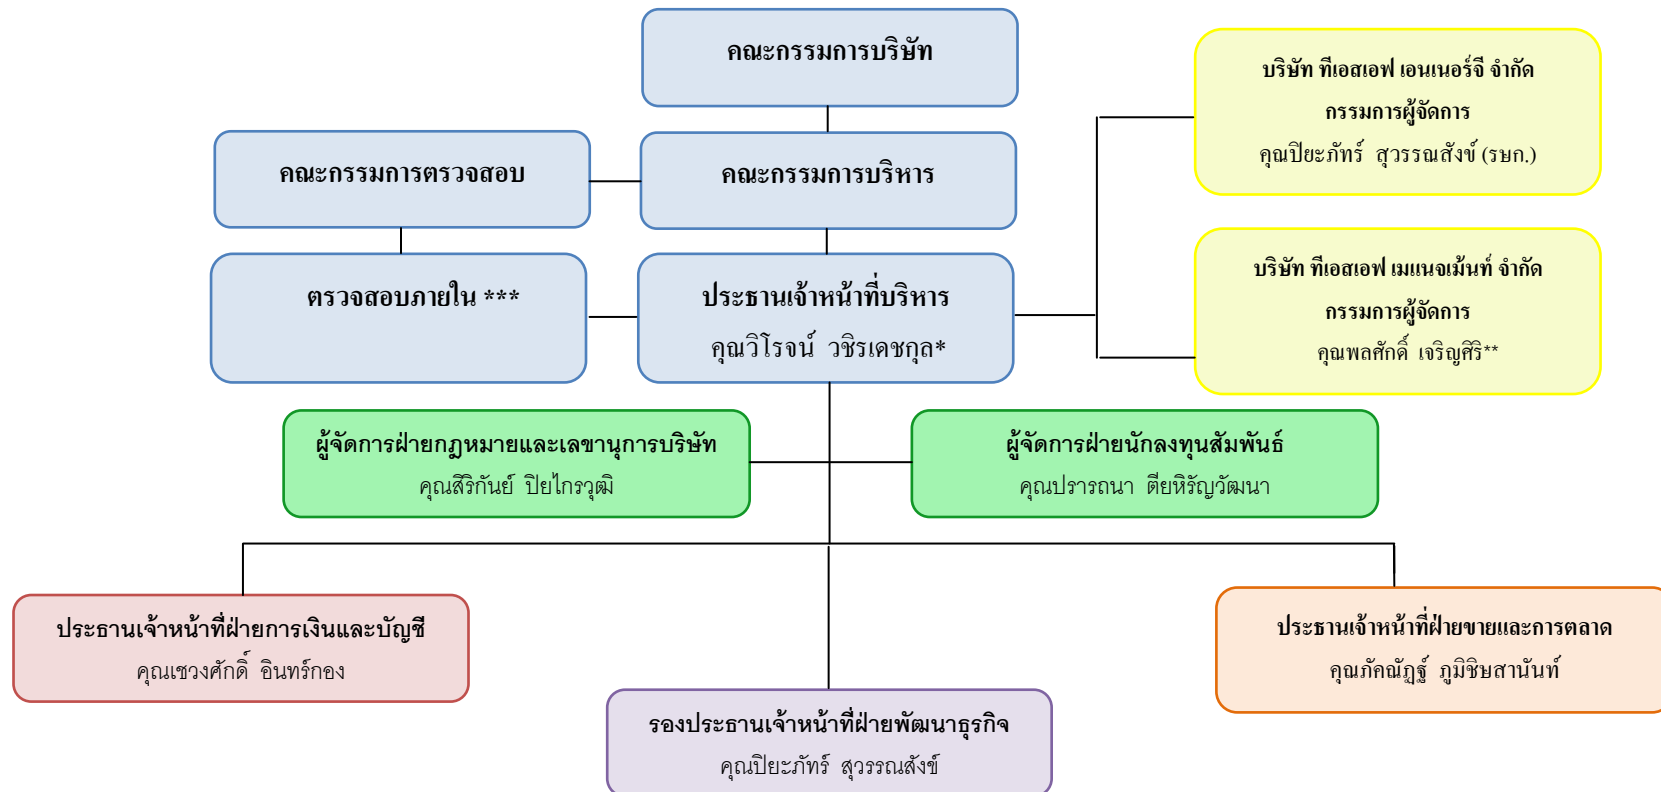 คณะกรรมการบริษัท
บริษัท ทีเอสเอฟ เอนเนอร์จี จำกัด
กรรมการผู้จัดการ
คุณปิยะภัทร์ สุวรรณสังข์ (รษก.)
คณะกรรมการตรวจสอบ
คณะกรรมการบริหาร
ตรวจสอบภายใน ***
ประธานเจ้าหน้าที่บริหาร
คุณวิโรจน์ วชิรเดชกุล*
บริษัท ทีเอสเอฟ เมแนจเม้นท์ จำกัด
กรรมการผู้จัดการ
คุณพลศักดิ์ เจริญศิริ**
ผู้จัดการฝ่ายกฎหมายและเลขานุการบริษัท
คุณสิริกันย์ ปิยไกรวุฒิ
ผู้จัดการฝ่ายนักลงทุนสัมพันธ์
คุณปรารถนา ตียหิรัญวัฒนา
ประธานเจ้าหน้าที่ฝ่ายการเงินและบัญชี
คุณเชวงศักดิ์ อินทร์กอง
ประธานเจ้าหน้าที่ฝ่ายขายและการตลาด
คุณภัคณัฏฐ์ ภูมิชิษสานันท์
รองประธานเจ้าหน้าที่ฝ่ายพัฒนาธุรกิจ
คุณปิยะภัทร์ สุวรรณสังข์